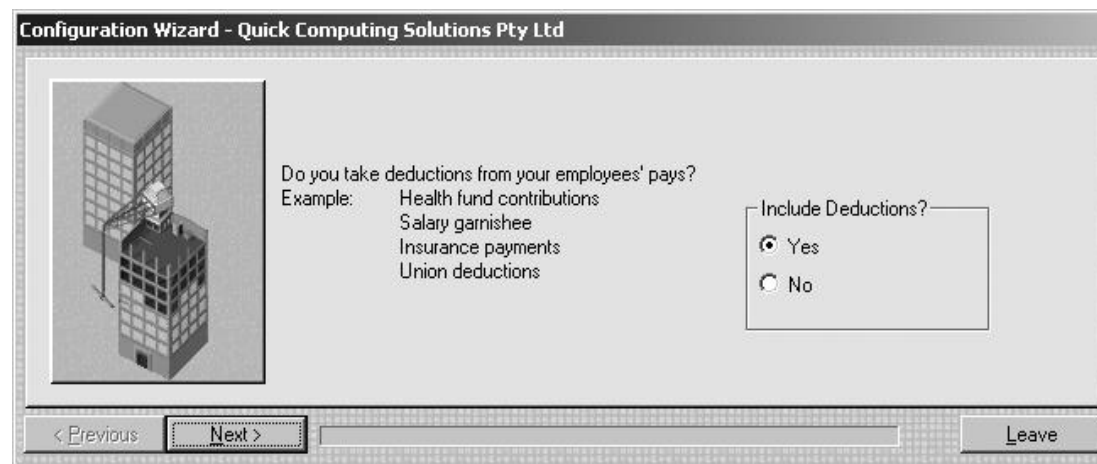 Configuration Wizard - Quick Computing Solutions Pty Ltd
Do you take deductions from your employees' pays?
Example: Health fund contributions
Salary garnishee
Insurance payments
Union deductions
Include Deductions?
Yes
No
< Previous
Next >
Leave